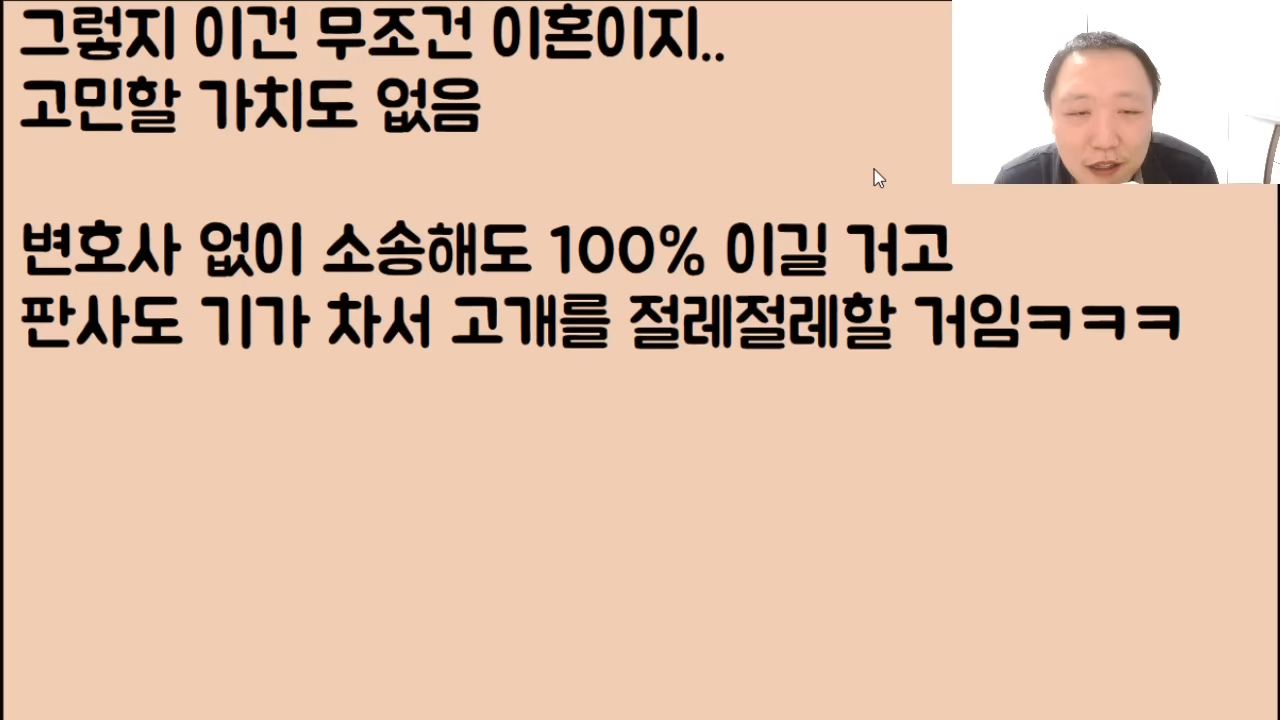 그렇지 이건 무조건 이혼이지..
고민할 가치도 없음
변호사 없이 소송해도 100% 이길 거고
판사도 기가 차서 고개를 절레절레할 거임ㅋㅋㅋ